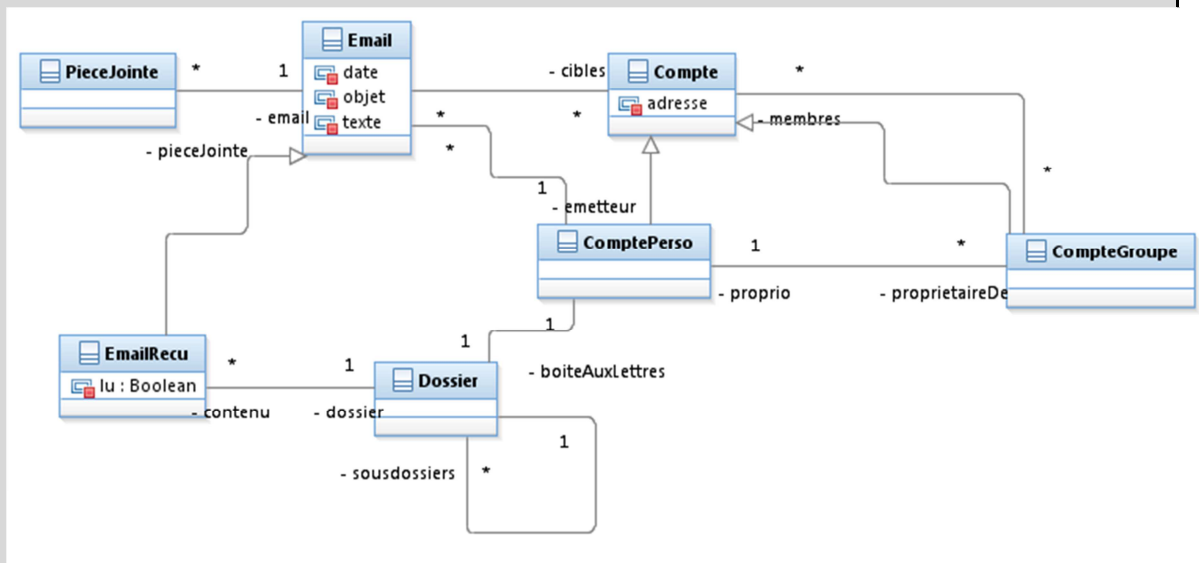 Email
PieceJointe
*
1
date
- cibles
Compte
*
objet
adresse
- email
texte
*
*
- membres
- pieceJointe
*
*
1
- emetteur
ComptePerso
1
*
CompteGroupe
- proprio
- proprietaireDe
1
1
EmailRecu
*
1
- boiteAuxLettres
Dossier
lu : Boolean
- contenu
- dossier
1
- sousdossiers
*